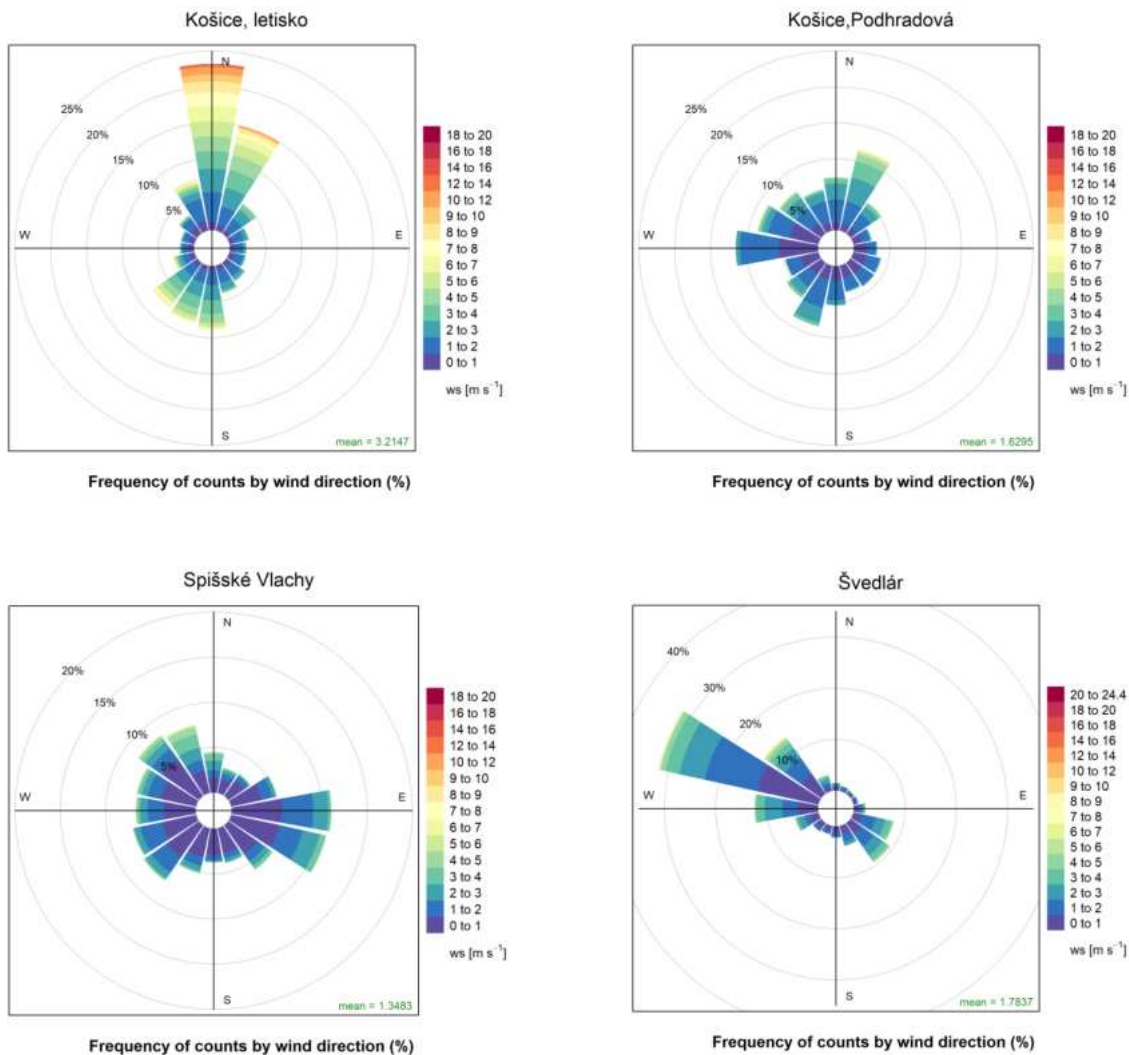 Košice, letisko
N
25%
20%
15%
10%
5%
W
E
S
mean = 3.2147
18 to 20
16 to 18
14 to 16
12 to 14
10 to 12
9 to 10
8 to 9
7 to 8
6 to 7
5 to 6
4 to 5
3 to 4
2 to 3
1 to 2
0 to 1
ws [m s⁻¹]
Frequency of counts by wind direction (%)
Košice,Podhradová
N
25%
20%
15%
10%
5%
W
E
S
mean = 1.6295
18 to 20
16 to 18
14 to 16
12 to 14
10 to 12
9 to 10
8 to 9
7 to 8
6 to 7
5 to 6
4 to 5
3 to 4
2 to 3
1 to 2
0 to 1
ws [m s⁻¹]
Frequency of counts by wind direction (%)
Spišské Vlachy
N
20%
15%
10%
5%
W
E
S
mean = 1.3483
18 to 20
16 to 18
14 to 16
12 to 14
10 to 12
9 to 10
8 to 9
7 to 8
6 to 7
5 to 6
4 to 5
3 to 4
2 to 3
1 to 2
0 to 1
ws [m s⁻¹]
Frequency of counts by wind direction (%)
Švedlár
N
40%
30%
20%
10%
W
E
S
mean = 1.7837
20 to 24.4
18 to 20
16 to 18
14 to 16
12 to 14
10 to 12
9 to 10
8 to 9
7 to 8
6 to 7
5 to 6
4 to 5
3 to 4
2 to 3
1 to 2
0 to 1
ws [m s⁻¹]
Frequency of counts by wind direction (%)